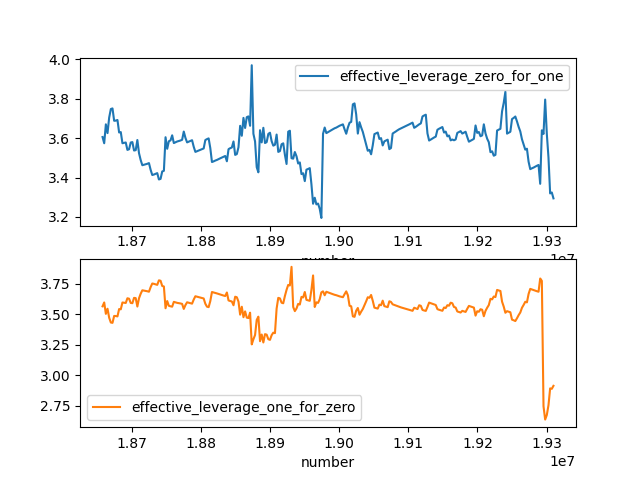 4.0
3.8
3.6
3.4
3.2
effective_leverage_zero_for_one
1.87 1.88 1.89 1.90 1.91 1.92 1.93
number
1e7
3.75
3.50
3.25
3.00
2.75
effective_leverage_one_for_zero
1.87 1.88 1.89 1.90 1.91 1.92 1.93
number
1e7